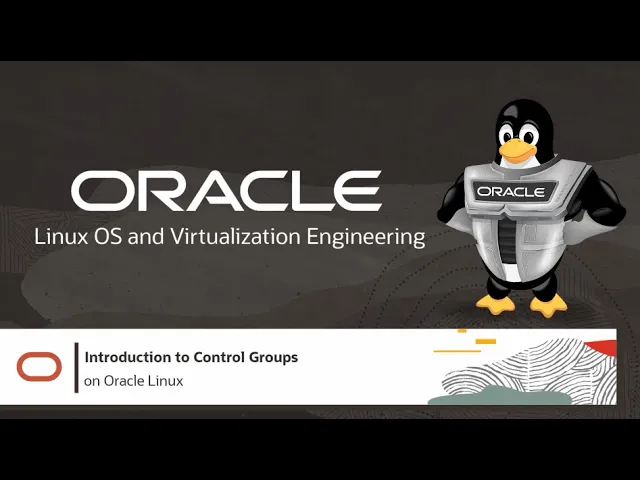 ORACLE
Linux OS and Virtualization Engineering
ORACLE
Introduction to Control Groups
on Oracle Linux